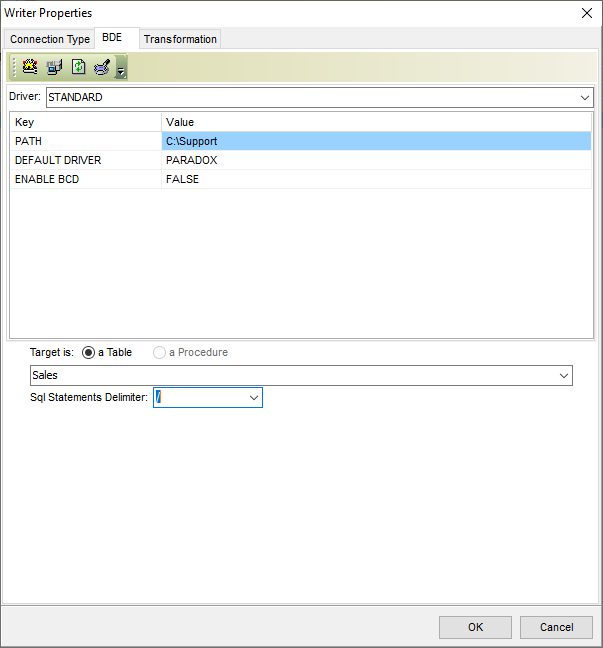 Writer Properties
Connection Type BDE Transformation
Driver: STANDARD
Key Value
PATH C:\Support
DEFAULT DRIVER PARADOX
ENABLE BCD FALSE
Target is: a Table a Procedure
Sales
Sql Statements Delimiter: /
OK Cancel